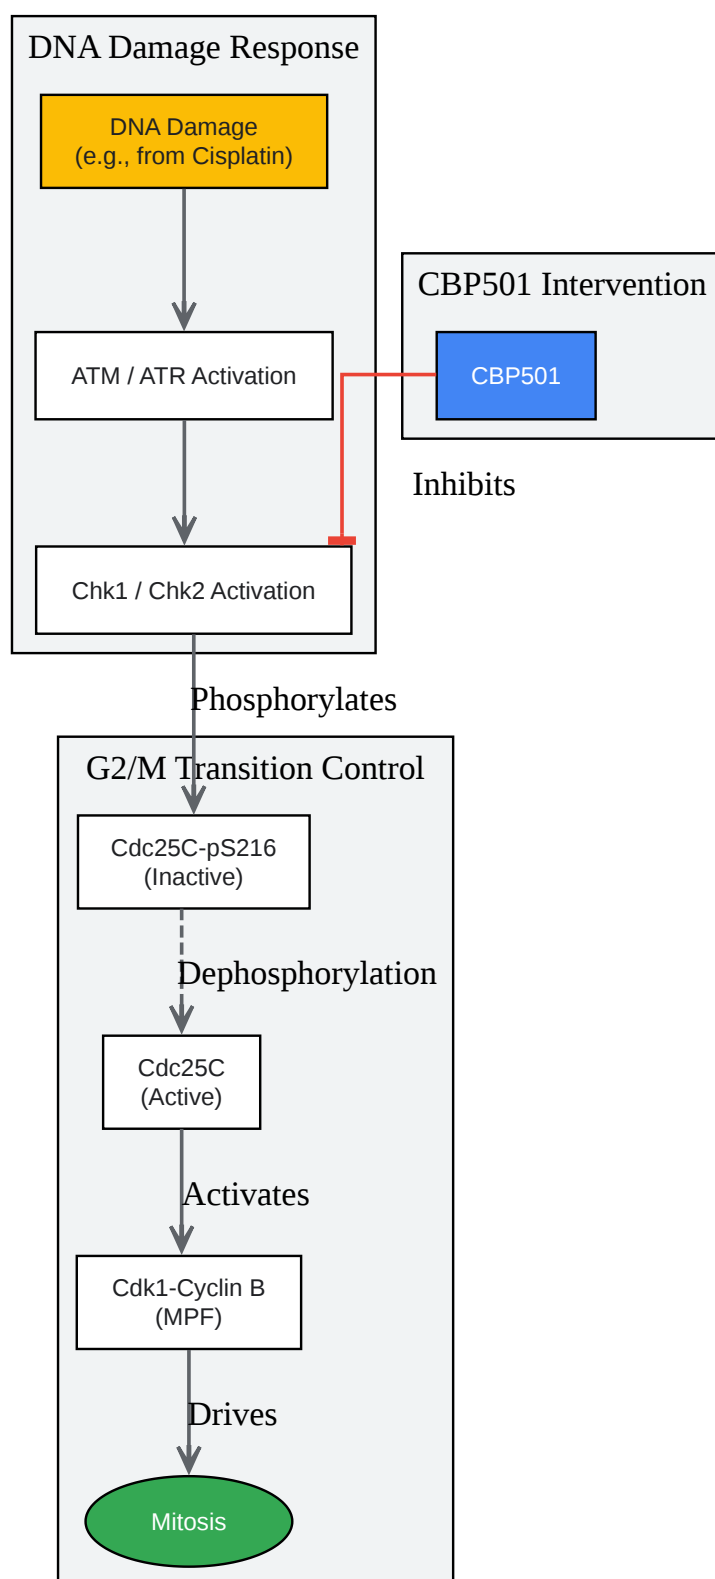 DNA Damage Response
DNA Damage
(e.g., from Cisplatin)
CBP501 Intervention
ATM / ATR Activation
CBP501
Inhibits
Chk1 / Chk2 Activation
Phosphorylates
G2/M Transition Control
Cdc25C-pS216
(Inactive)
Dephosphorylation
Cdc25C
(Active)
Activates
Cdk1-Cyclin B
(MPF)
Drives
Mitosis